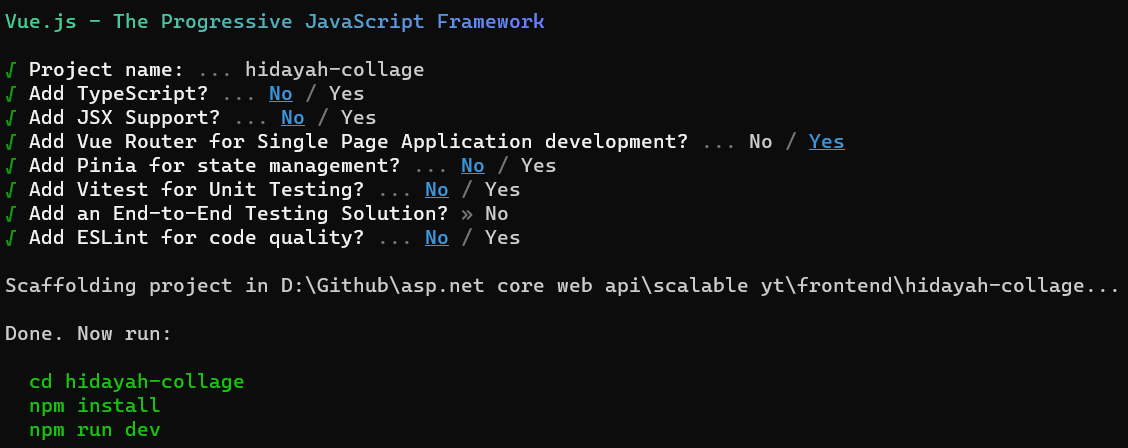 Vue.js - The Progressive JavaScript Framework
√ Project name: ... hidayah-collage
√ Add TypeScript? ... No / Yes
√ Add JSX Support? ... No / Yes
√ Add Vue Router for Single Page Application development? ... No / Yes
√ Add Pinia for state management? ... No / Yes
√ Add Vitest for Unit Testing? ... No / Yes
√ Add an End-to-End Testing Solution? » No
√ Add ESLint for code quality? ... No / Yes
Scaffolding project in D:\Github\asp.net core web api\scalable yt\frontend\hidayah-collage...
Done. Now run:
cd hidayah-collage
npm install
npm run dev